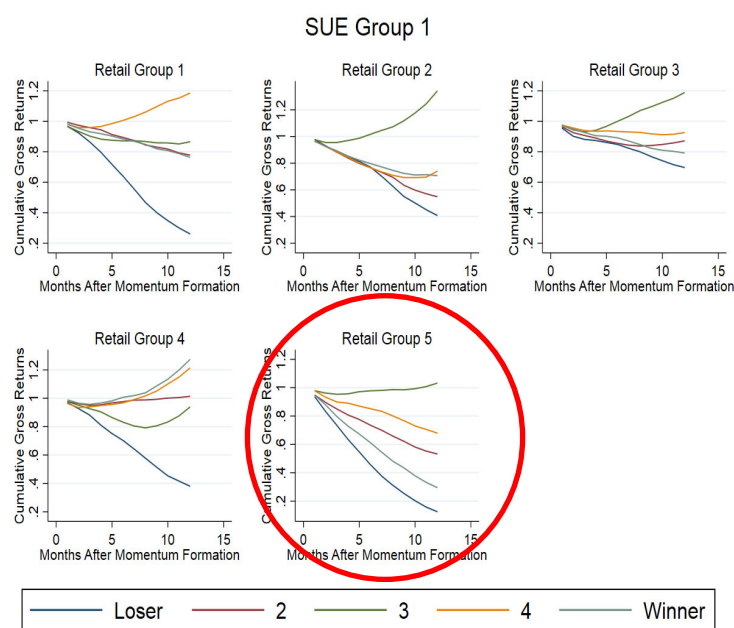 SUE Group 1
Retail Group 1
Cumulative Gross Returns
1.2
1
.8
.6
.4
.2
0 5 10 15
Months After Momentum Formation
Retail Group 2
Cumulative Gross Returns
1.2
1
.8
.6
.4
.2
0 5 10 15
Months After Momentum Formation
Retail Group 3
Cumulative Gross Returns
1.2
1
.8
.6
.4
.2
0 5 10 15
Months After Momentum Formation
Retail Group 4
Cumulative Gross Returns
1.2
1
.8
.6
.4
.2
0 5 10 15
Months After Momentum Formation
Retail Group 5
Cumulative Gross Returns
1.2
1
.8
.6
.4
.2
0 5 10 15
Months After Momentum Formation
Loser 2 3 4 Winner